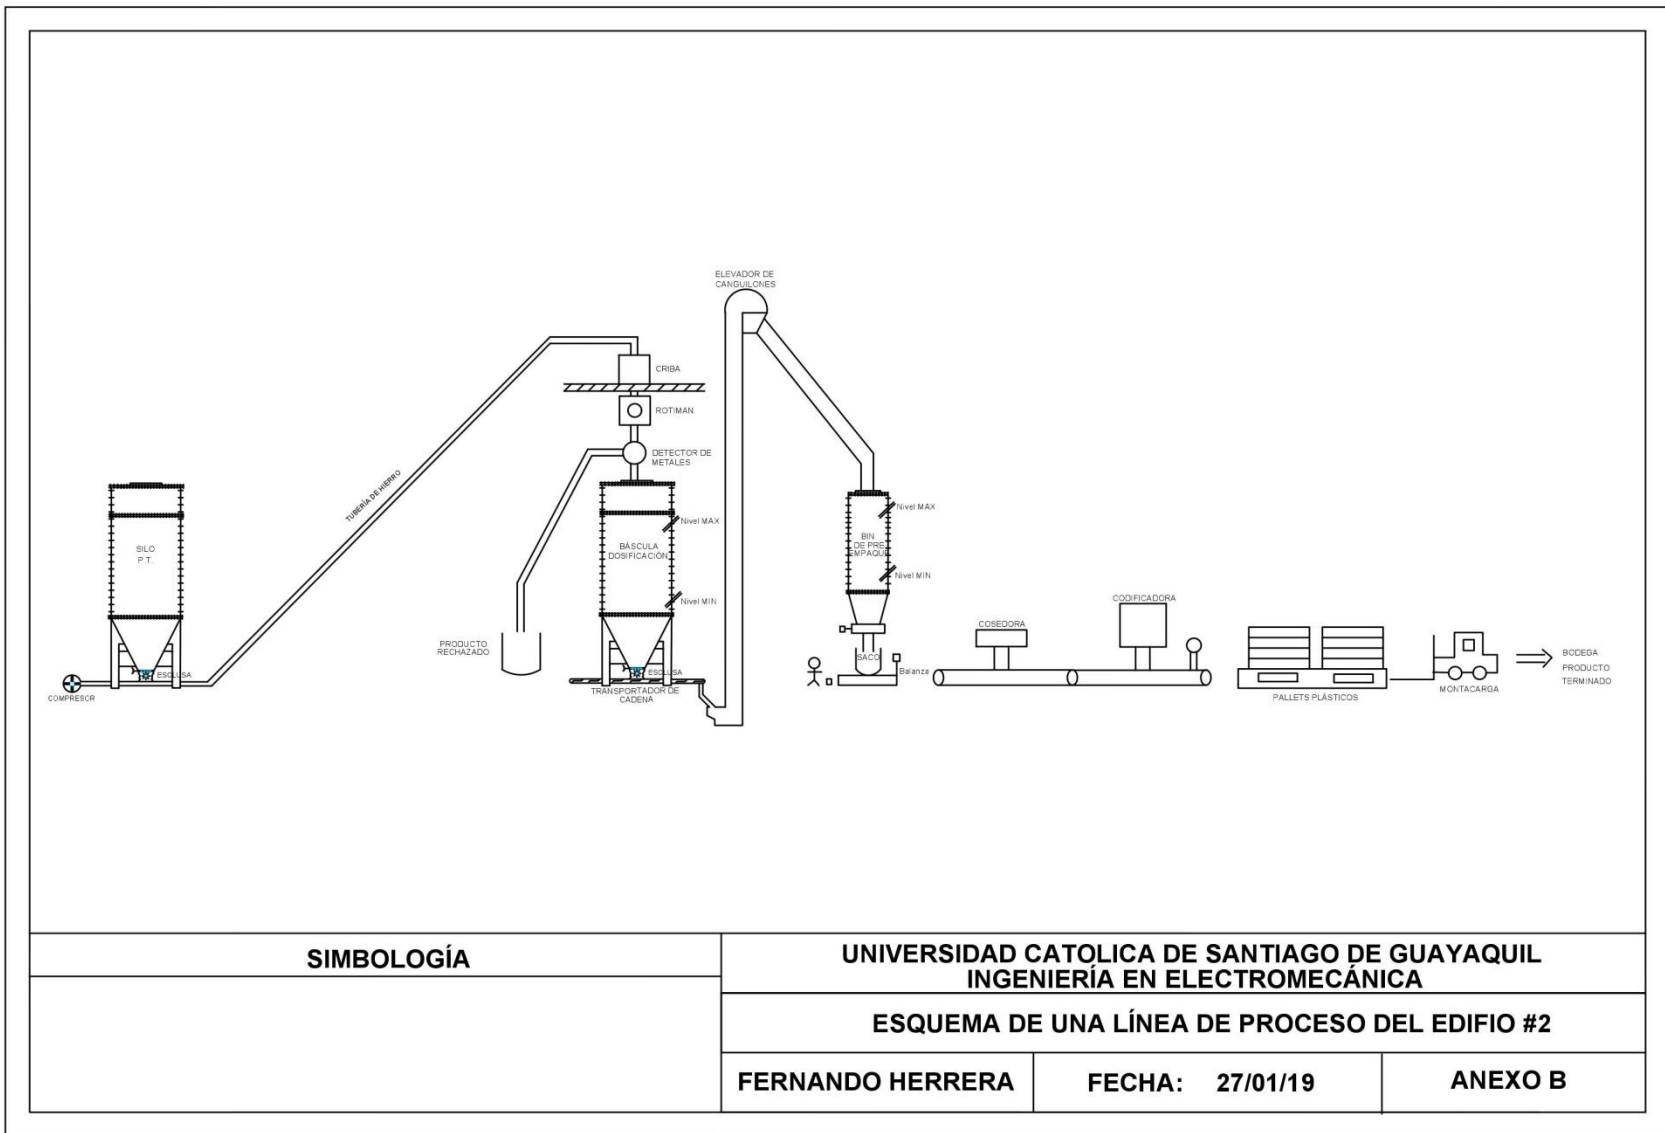 ELEVADOR DE
CANGUILONES
CRIBA
ROTIMAN
DETECTOR DE
METALES
TUBERÍA DE HIERRO
SILO
P.T.
Nivel MAX
BÁSCULA
DOSIFICACIÓN
Nivel MIN
Nivel MAX
BIN
DE PRE
EMPAQUE
Nivel MIN
PRODUCTO
RECHAZADO
ESCLUSA
COMPRESOR
ESCLUSA
TRANSPORTADOR DE
CADENA
SACO
Balanza
COSEDORA
CODIFICADORA
PALLETS PLÁSTICOS
MONTACARGA
BODEGA
PRODUCTO
TERMINADO
SIMBOLOGÍA
UNIVERSIDAD CATOLICA DE SANTIAGO DE GUAYAQUIL
INGENIERÍA EN ELECTROMECÁNICA
ESQUEMA DE UNA LÍNEA DE PROCESO DEL EDIFIO #2
FERNANDO HERRERA
FECHA: 27/01/19
ANEXO B